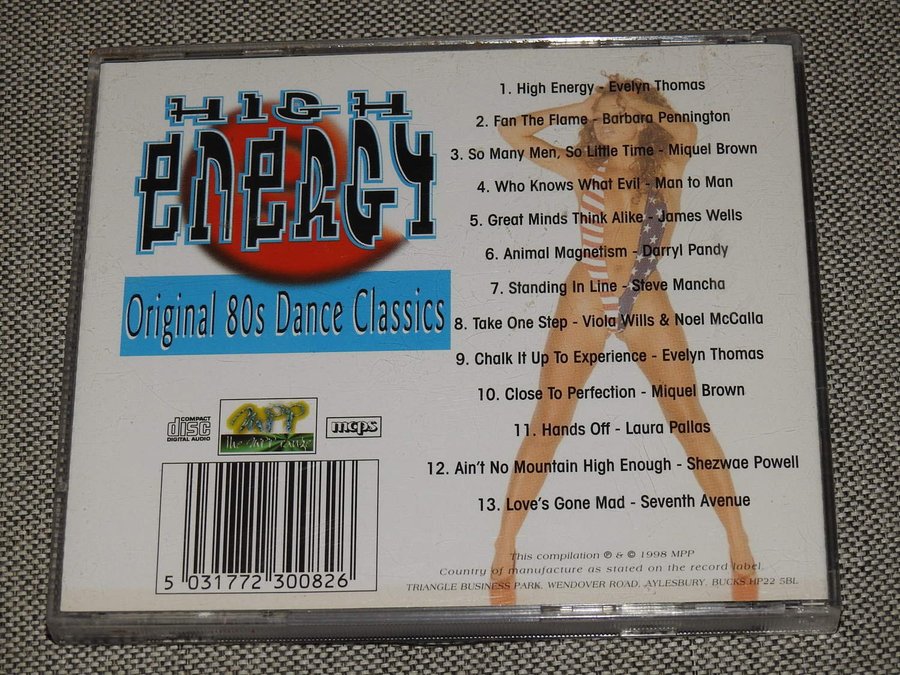 HIGH
ENERGY
Original 80s Dance Classics
1. High Energy - Evelyn Thomas
2. Fan The Flame - Barbara Pennington
3. So Many Men, So Little Time - Miquel Brown
4. Who Knows What Evil - Man to Man
5. Great Minds Think Alike - James Wells
6. Animal Magnetism - Darryl Pandy
7. Standing In Line - Steve Mancha
8. Take One Step - Viola Wills & Noel McCalla
9. Chalk It Up To Experience - Evelyn Thomas
10. Close To Perfection - Miquel Brown
11. Hands Off - Laura Pallas
12. Ain't No Mountain High Enough - Shezwae Powell
13. Love's Gone Mad - Seventh Avenue
COMPACT
disc
DIGITAL AUDIO
MPP
mcps
5 031772 300826
This compilation ℗ & © 1998 MPP
Country of manufacture as stated on the record label.
TRIANGLE BUSINESS PARK. WENDOVER ROAD. AYLESBURY. BUCKS.HP22 5BL